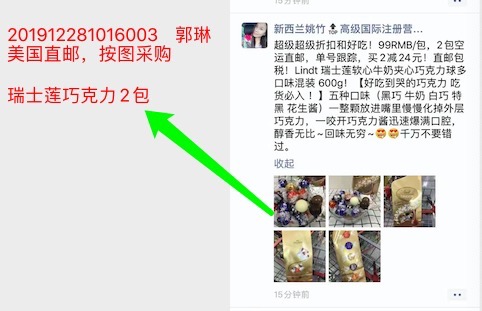 201912281016003 郭琳
美国直邮，按图采购
瑞士莲巧克力2包
15分钟前
新西兰姚竹🔝高级国际注册营...
超级超级折扣和好吃！99RMB/包，2包空
运直邮，单号跟踪，买2减24元！直邮包
税！Lindt 瑞士莲软心牛奶夹心巧克力球多
口味混装 600g！【好吃到哭的巧克力 吃
货必入！】五种口味（黑巧 牛奶 白巧 特
黑 花生酱）一整颗放进嘴里慢慢化掉外层
巧克力，一咬开巧克力酱迅速爆满口腔，
醇香无比~回味无穷~😍😍千万不要错
过。
收起
15分钟前